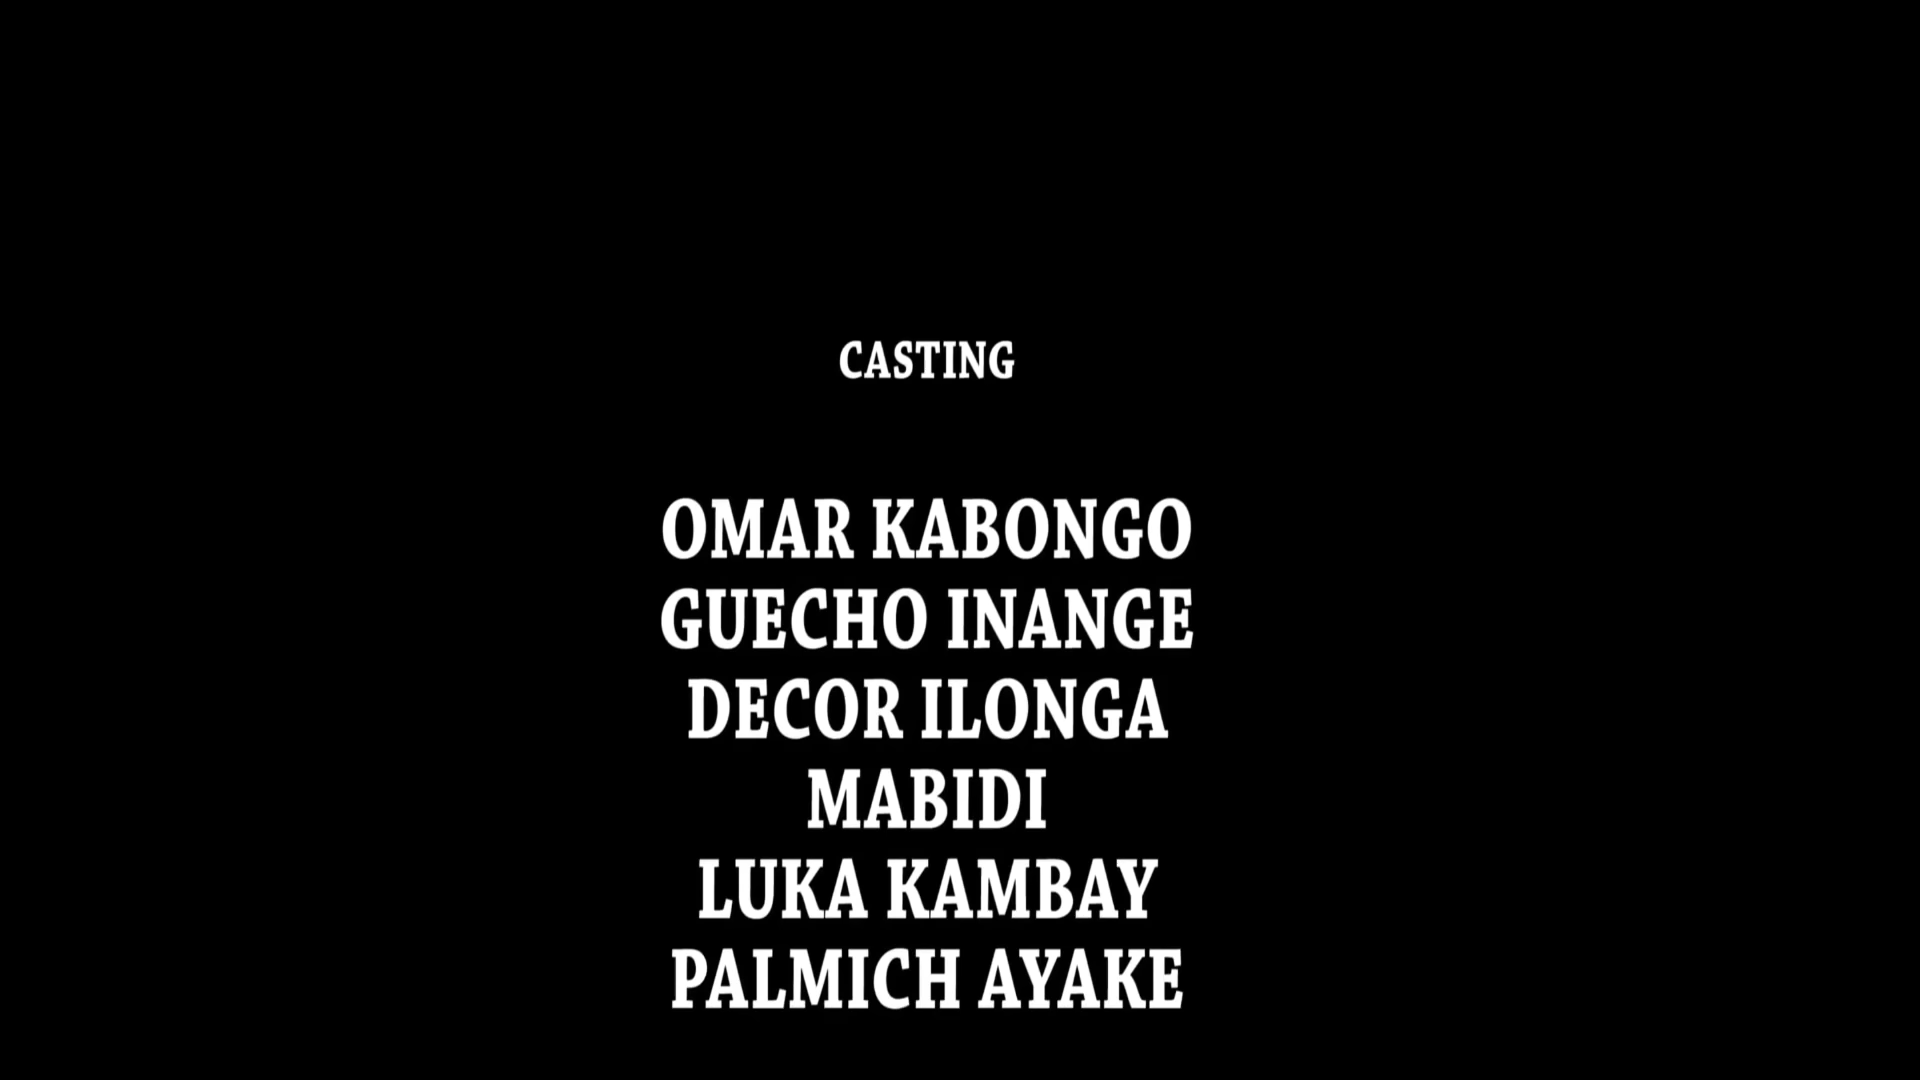 CASTING
OMAR KABONGO
GUECHO INANGE
DECOR ILONGA
MABIDI
LUKA KAMBAY
PALMICH AYAKE